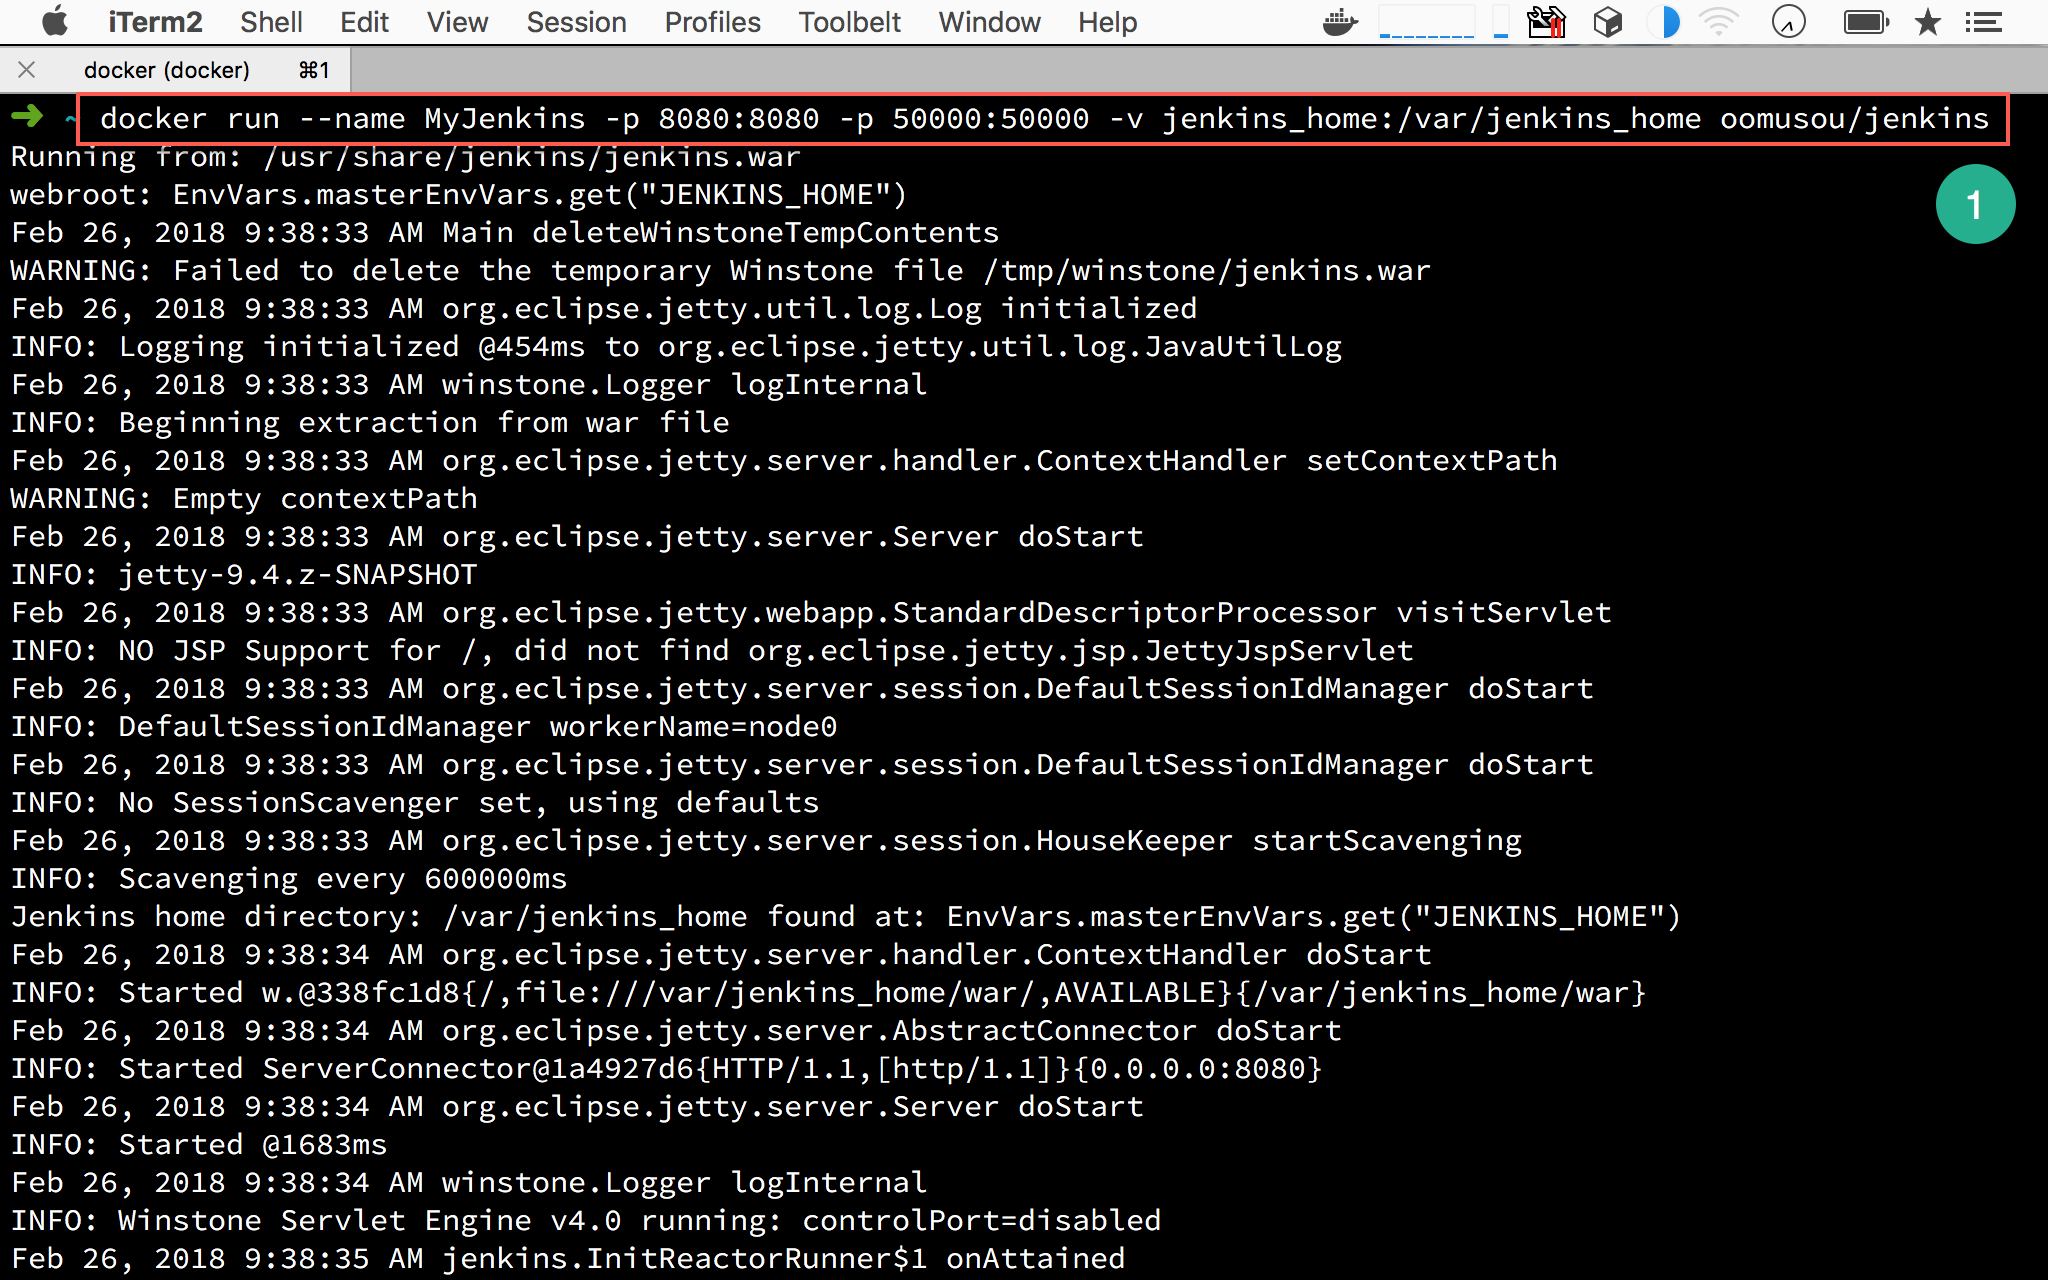 iTerm2 Shell Edit View Session Profiles Toolbelt Window Help
docker (docker) ⌘1
➜ ~ docker run --name MyJenkins -p 8080:8080 -p 50000:50000 -v jenkins_home:/var/jenkins_home oomusou/jenkins
Running from: /usr/share/jenkins/jenkins.war
1
webroot: EnvVars.masterEnvVars.get("JENKINS_HOME")
Feb 26, 2018 9:38:33 AM Main deleteWinstoneTempContents
WARNING: Failed to delete the temporary Winstone file /tmp/winstone/jenkins.war
Feb 26, 2018 9:38:33 AM org.eclipse.jetty.util.log.Log initialized
INFO: Logging initialized @454ms to org.eclipse.jetty.util.log.JavaUtilLog
Feb 26, 2018 9:38:33 AM winstone.Logger logInternal
INFO: Beginning extraction from war file
Feb 26, 2018 9:38:33 AM org.eclipse.jetty.server.handler.ContextHandler setContextPath
WARNING: Empty contextPath
Feb 26, 2018 9:38:33 AM org.eclipse.jetty.server.Server doStart
INFO: jetty-9.4.z-SNAPSHOT
Feb 26, 2018 9:38:33 AM org.eclipse.jetty.webapp.StandardDescriptorProcessor visitServlet
INFO: NO JSP Support for /, did not find org.eclipse.jetty.jsp.JettyJspServlet
Feb 26, 2018 9:38:33 AM org.eclipse.jetty.server.session.DefaultSessionIdManager doStart
INFO: DefaultSessionIdManager workerName=node0
Feb 26, 2018 9:38:33 AM org.eclipse.jetty.server.session.DefaultSessionIdManager doStart
INFO: No SessionScavenger set, using defaults
Feb 26, 2018 9:38:33 AM org.eclipse.jetty.server.session.HouseKeeper startScavenging
INFO: Scavenging every 600000ms
Jenkins home directory: /var/jenkins_home found at: EnvVars.masterEnvVars.get("JENKINS_HOME")
Feb 26, 2018 9:38:34 AM org.eclipse.jetty.server.handler.ContextHandler doStart
INFO: Started w.@338fc1d8{/,file:///var/jenkins_home/war/,AVAILABLE}{/var/jenkins_home/war}
Feb 26, 2018 9:38:34 AM org.eclipse.jetty.server.AbstractConnector doStart
INFO: Started ServerConnector@1a4927d6{HTTP/1.1,[http/1.1]}{0.0.0.0:8080}
Feb 26, 2018 9:38:34 AM org.eclipse.jetty.server.Server doStart
INFO: Started @1683ms
Feb 26, 2018 9:38:34 AM winstone.Logger logInternal
INFO: Winstone Servlet Engine v4.0 running: controlPort=disabled
Feb 26, 2018 9:38:35 AM jenkins.InitReactorRunner$1 onAttained